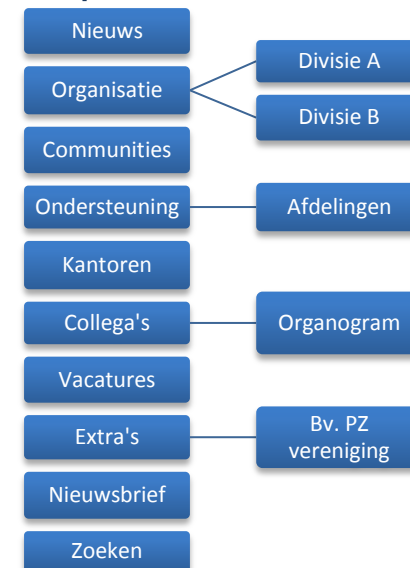 Nieuws
Organisatie
Divisie A
Divisie B
Communities
Ondersteuning
Afdelingen
Kantoren
Collega's
Organogram
Vacatures
Extra's
Bv. PZ
vereniging
Nieuwsbrief
Zoeken